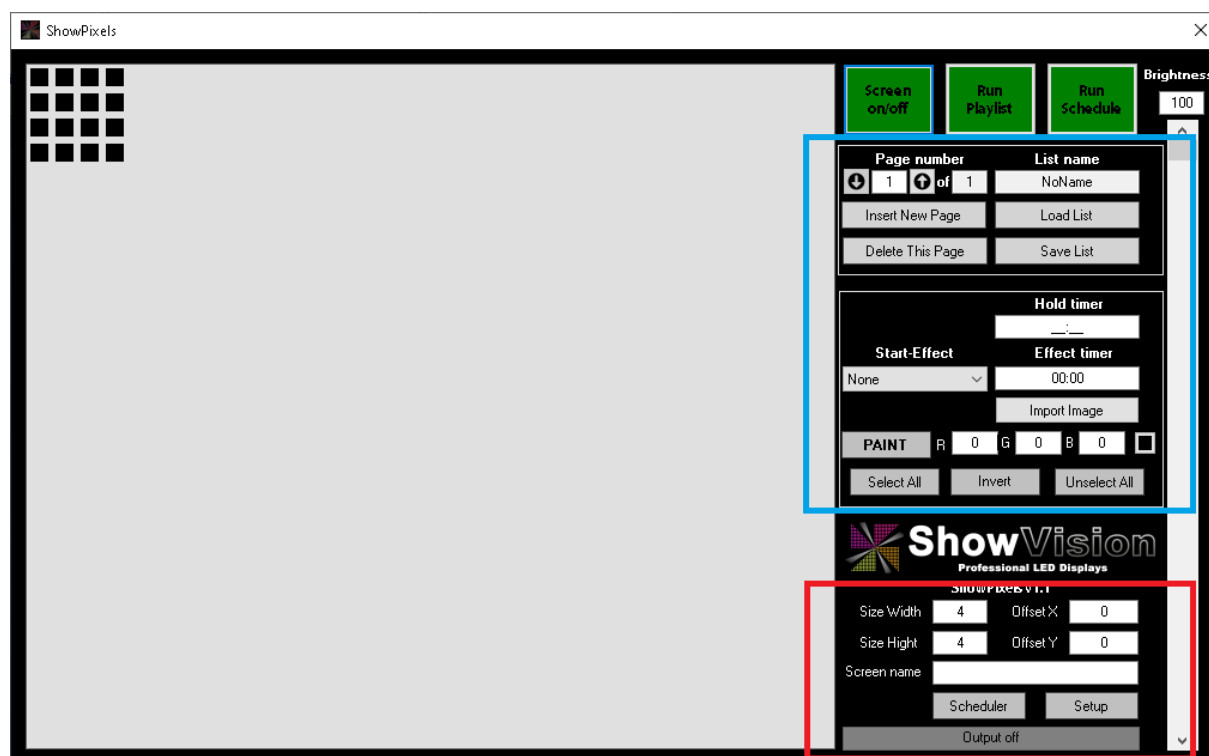 ShowPixels
Screen on/off
Run Playlist
Run Schedule
Brightness
100
Page number
List name
1 of 1
NoName
Insert New Page
Load List
Delete This Page
Save List
Hold timer
__:__
Start-Effect
Effect timer
None
00:00
Import Image
PAINT R 0 G 0 B 0
Select All
Invert
Unselect All
ShowVision
Professional LED Displays
ShowPixels v1.1
Size Width 4 Offset X 0
Size Hight 4 Offset Y 0
Screen name
Scheduler
Setup
Output off